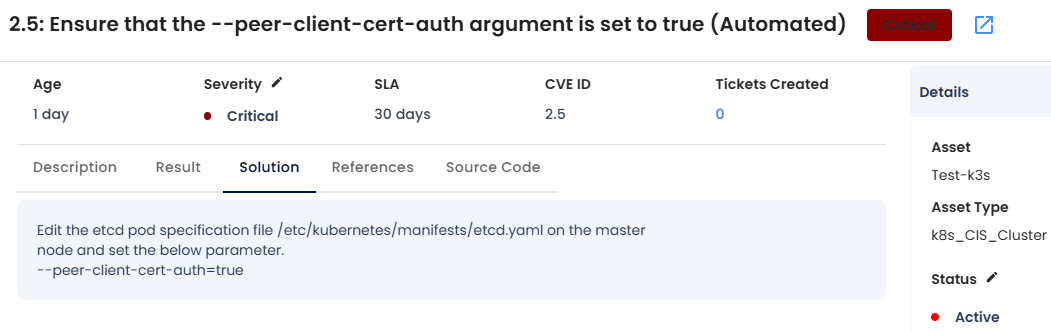 2.5: Ensure that the --peer-client-cert-auth argument is set to true (Automated) Critical
Age Severity SLA CVE ID Tickets Created
1 day Critical 30 days 2.5 0
Description Result Solution References Source Code
Edit the etcd pod specification file /etc/kubernetes/manifests/etcd.yaml on the master
node and set the below parameter.
--peer-client-cert-auth=true
Details
Asset
Test-k3s
Asset Type
k8s_CIS_Cluster
Status
Active